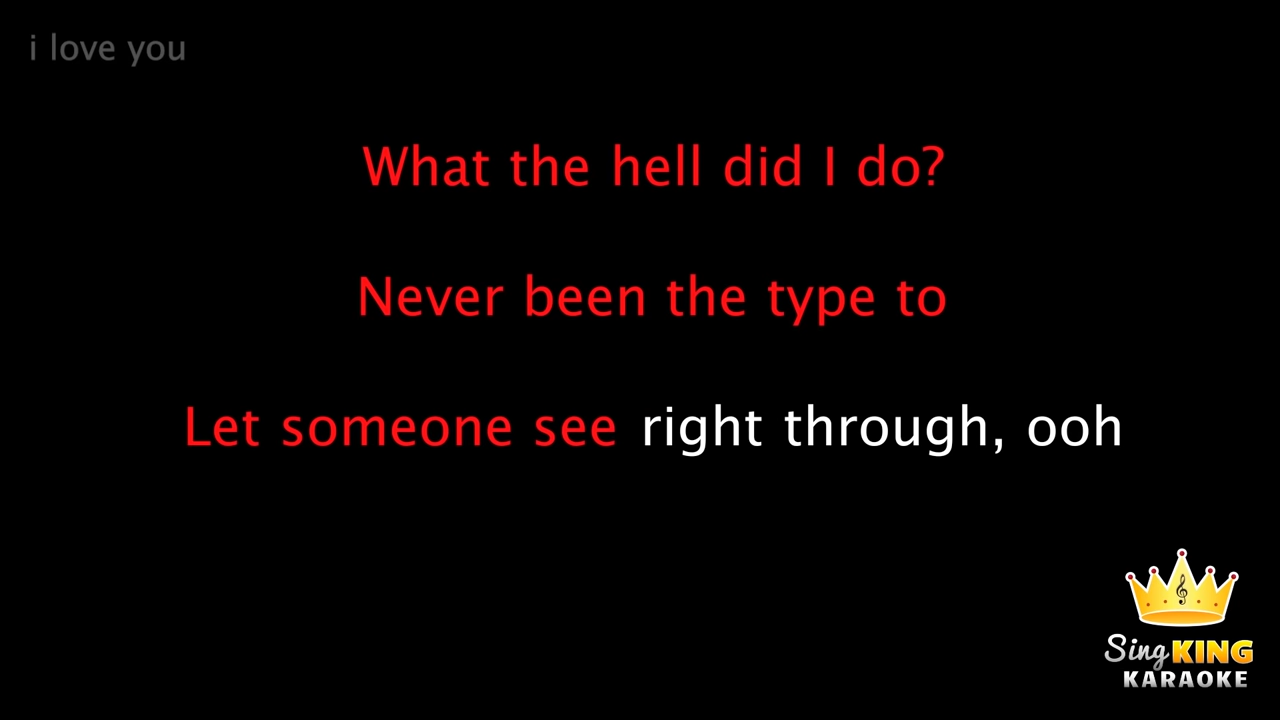 i love you
What the hell did I do?
Never been the type to
Let someone see right through, ooh
Sing KING
KARAOKE